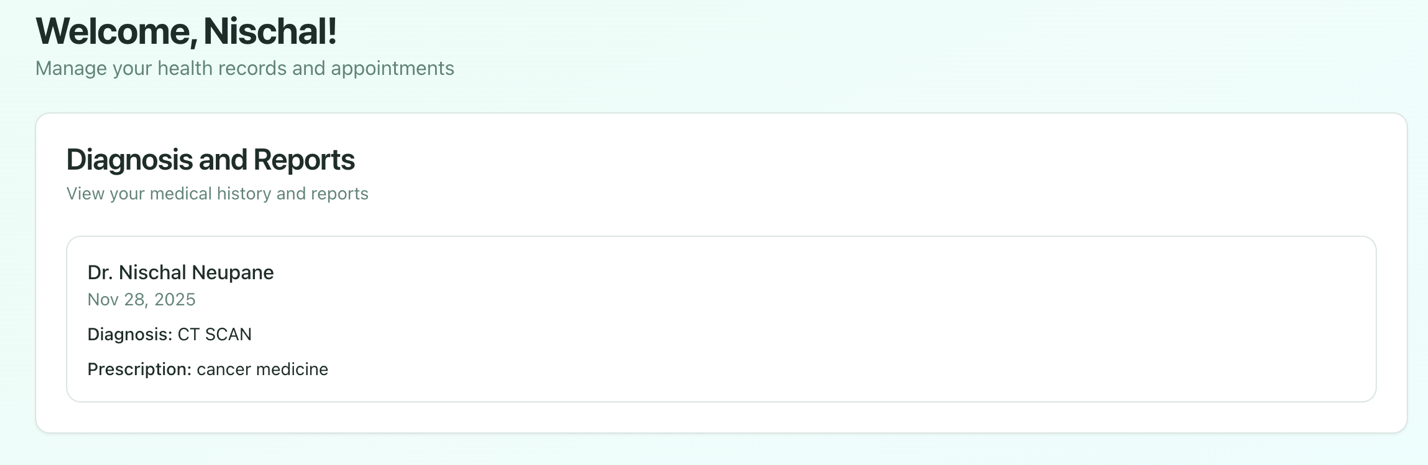 Welcome, Nischal!
Manage your health records and appointments
Diagnosis and Reports
View your medical history and reports
Dr. Nischal Neupane
Nov 28, 2025
Diagnosis: CT SCAN
Prescription: cancer medicine